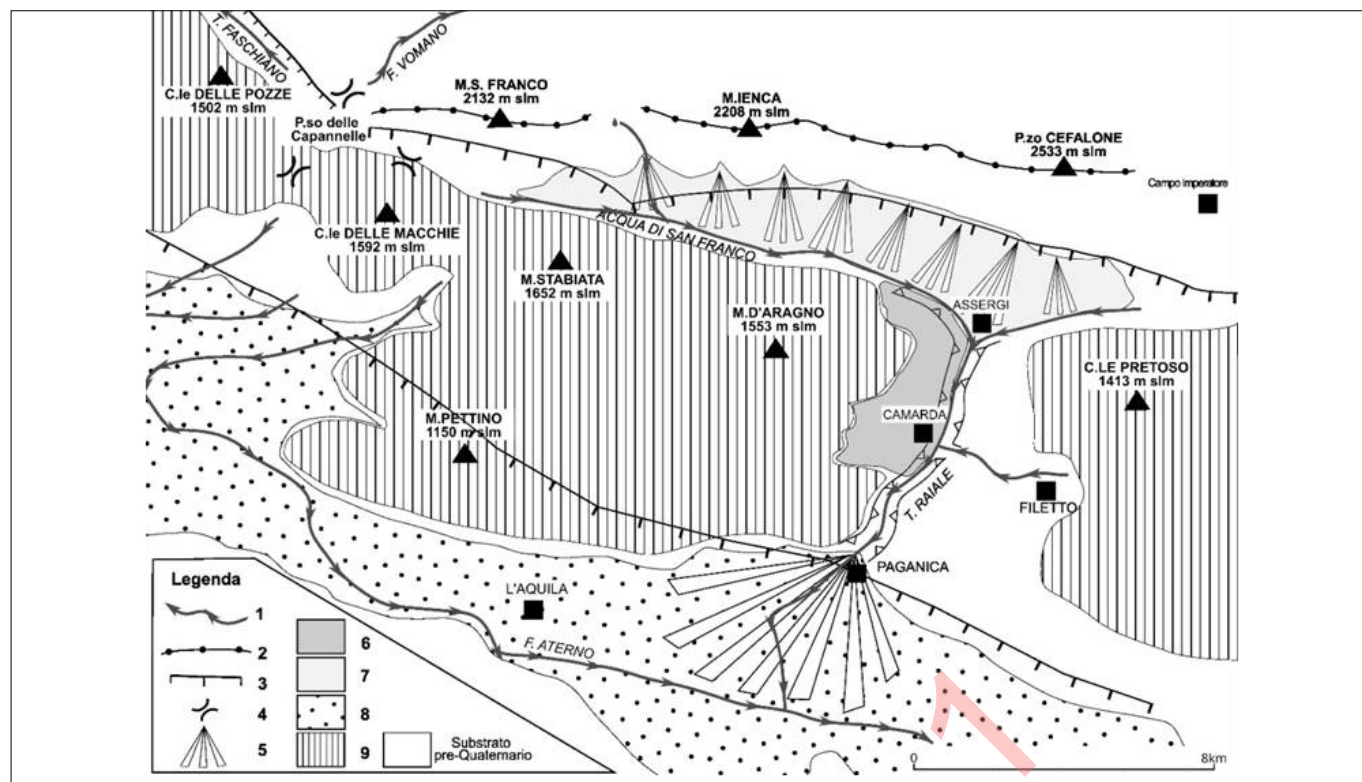 T. FASCHIANO
F. VOMANO
C.le DELLE POZZE
1502 m slm
P.so delle
Capannelle
M.S. FRANCO
2132 m slm
M.IENCA
2208 m slm
P.zo CEFALONE
2533 m slm
Campo Imperatore
C.le DELLE MACCHIE
1592 m slm
ACQUA DI SAN FRANCO
M.STABIATA
1652 m slm
M.D'ARAGNO
1553 m slm
ASSERGI
C.LE PRETOSO
1413 m slm
M.PETTINO
1150 m slm
CAMARDA
T. RAIALE
FILETTO
PAGANICA
L'AQUILA
F. ATERNO
Legenda
1
2
3
4
5
6
7
8
9
Substrato
pre-Quaternario
0
8km